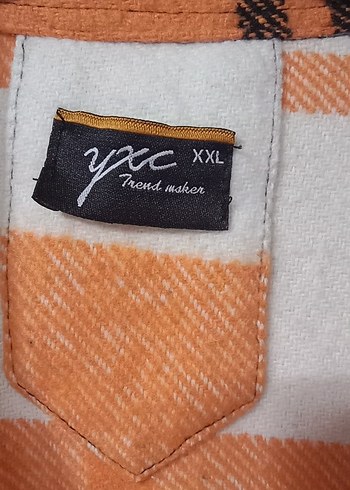 yxc XXL
Trend maker